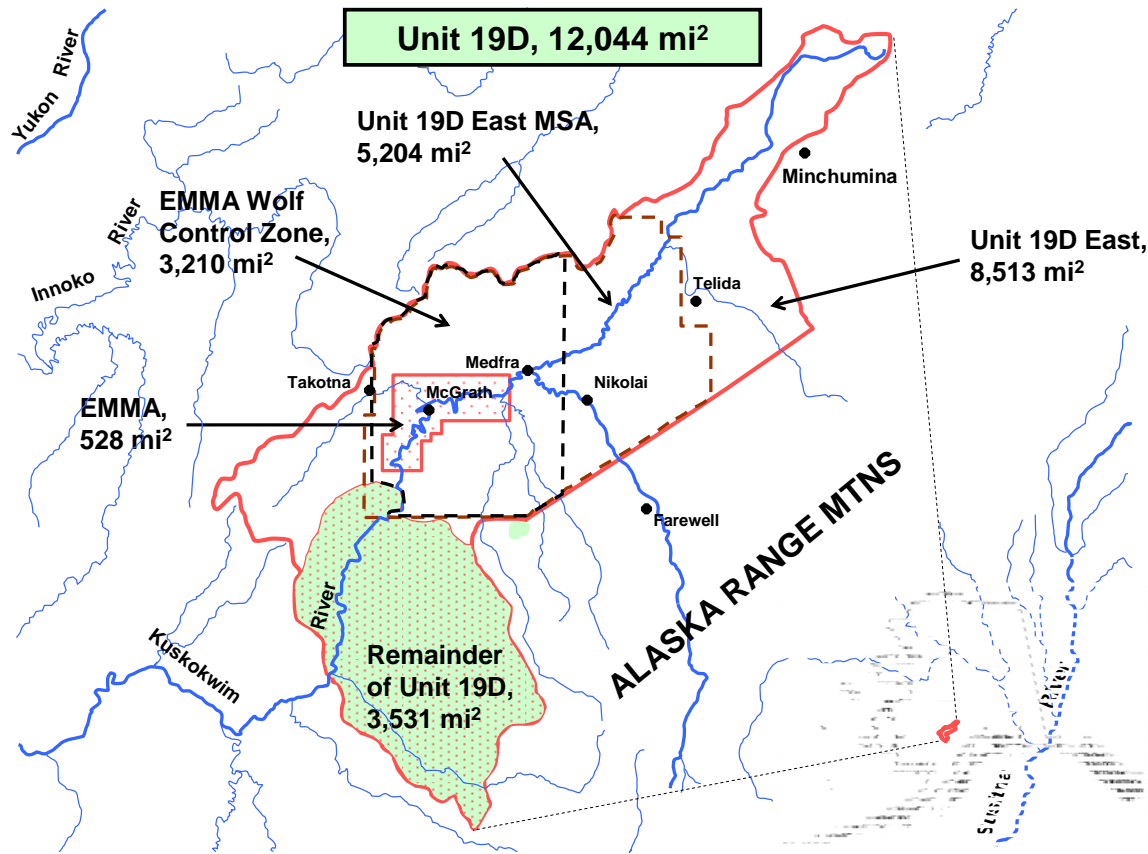 Unit 19D, 12,044 mi²
Yukon River
Unit 19D East MSA,
5,204 mi²
Minchumina
EMMA Wolf
Control Zone,
3,210 mi²
Innoko River
Unit 19D East,
8,513 mi²
Telida
Medfra
Takotna
Nikolai
McGrath
EMMA,
528 mi²
Farewell
ALASKA RANGE MTNS
River
Kuskokwim
Remainder
of Unit 19D,
3,531 mi²
River
Susitna